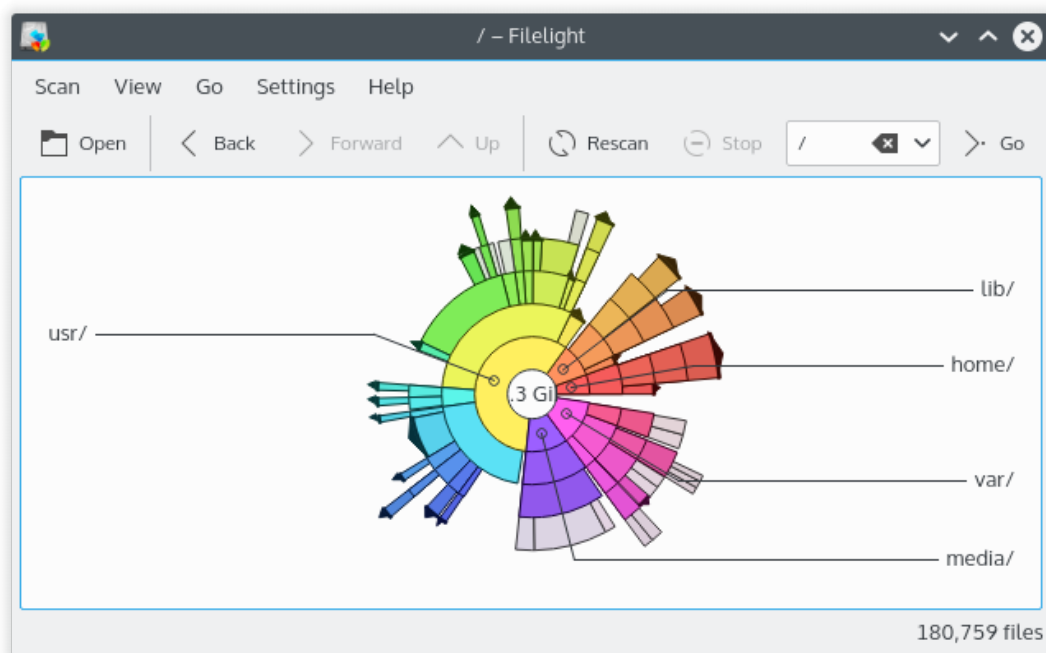 / – Filelight
Scan View Go Settings Help
Open Back Forward Up Rescan Stop / Go
lib/
usr/
home/
.3 Gi
var/
media/
180,759 files